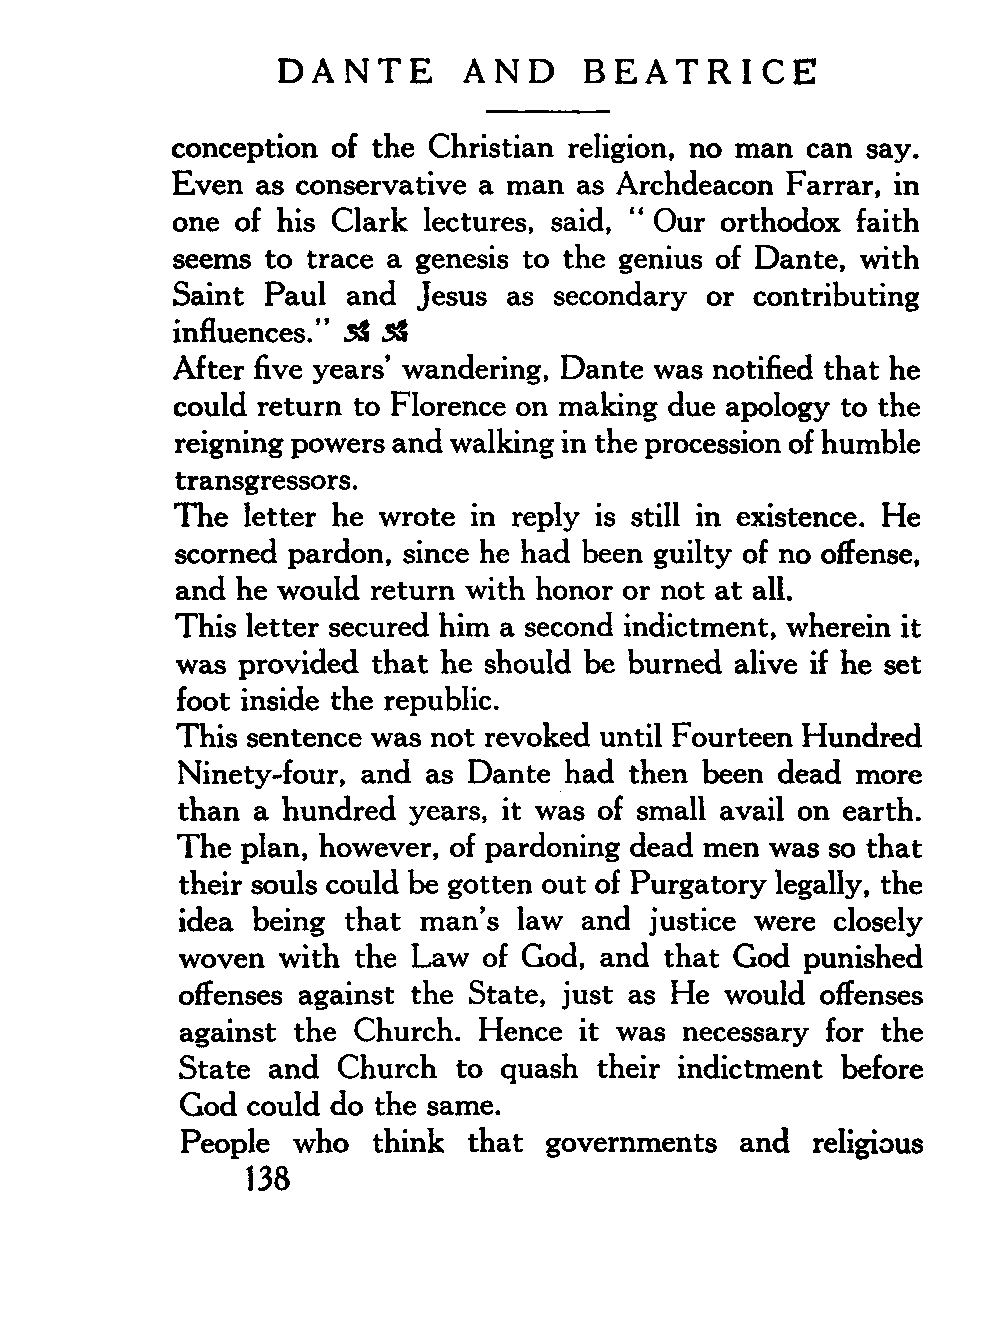 DANTE AND BEATRICE
conception of the Christian religion, no man can say.
Even as conservative a man as Archdeacon Farrar, in
one of his Clark lectures, said, “Our orthodox faith
seems to trace a genesis to the genius of Dante, with
Saint Paul and Jesus as secondary or contributing
influences.”
After five years’ wandering, Dante was notified that he
could return to Florence on making due apology to the
reigning powers and walking in the procession of humble
transgressors.
The letter he wrote in reply is still in existence. He
scorned pardon, since he had been guilty of no offense,
and he would return with honor or not at all.
This letter secured him a second indictment, wherein it
was provided that he should be burned alive if he set
foot inside the republic.
This sentence was not revoked until Fourteen Hundred
Ninety-four, and as Dante had then been dead more
than a hundred years, it was of small avail on earth.
The plan, however, of pardoning dead men was so that
their souls could be gotten out of Purgatory legally, the
idea being that man’s law and justice were closely
woven with the Law of God, and that God punished
offenses against the State, just as He would offenses
against the Church. Hence it was necessary for the
State and Church to quash their indictment before
God could do the same.
People who think that governments and religious
138